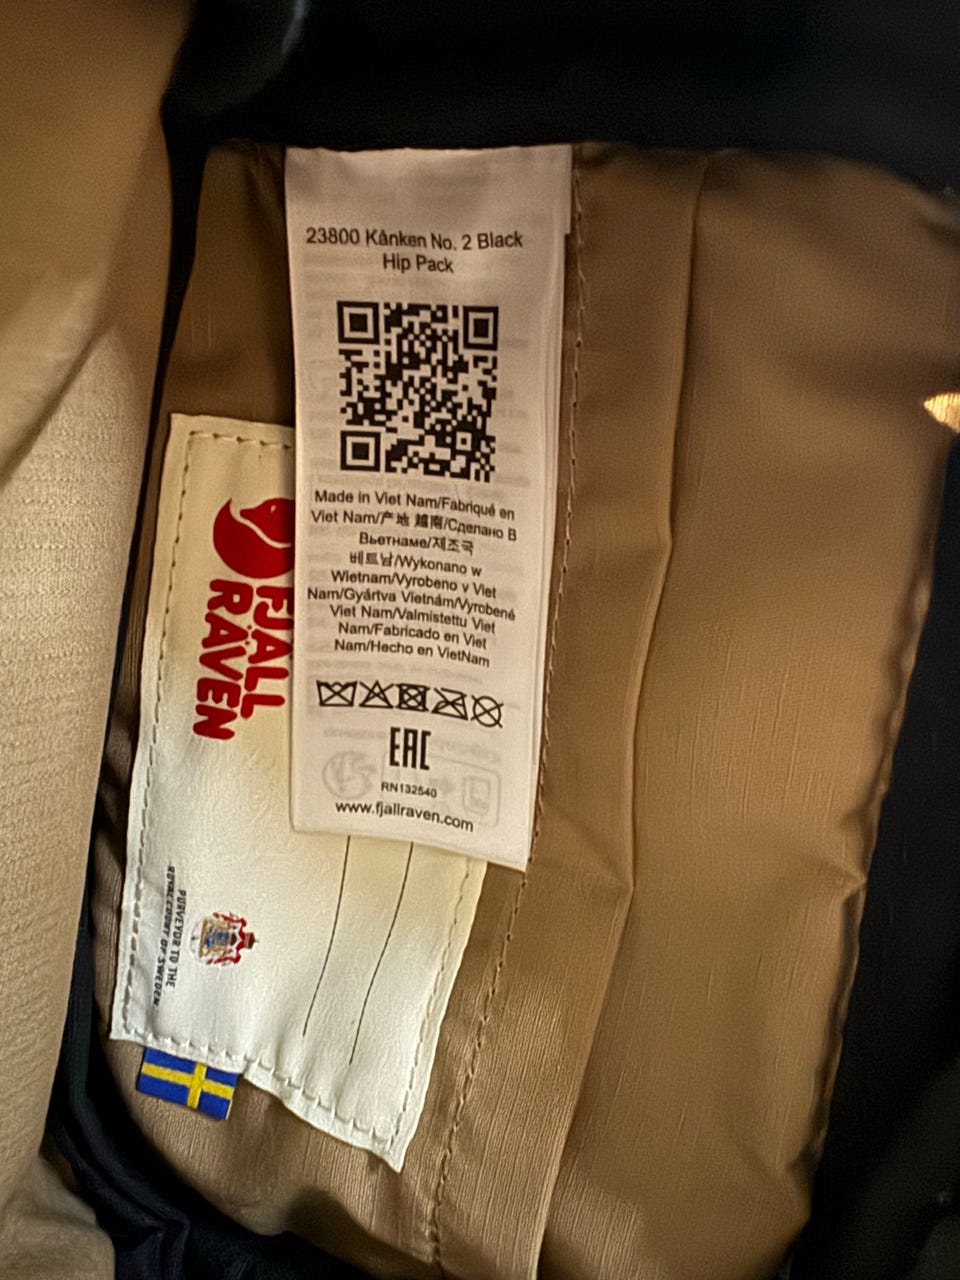 23800 Kånken No. 2 Black
Hip Pack
Made in Viet Nam/Fabriqué en
Viet Nam/产地 越南/Сделано В
Вьетнаме/제조국
베트남/Wykonano w
Wietnam/Vyrobeno v Viet
Nam/Gyártva Vietnám/Vyrobené
Viet Nam/Valmistettu Viet
Nam/Fabricado en Viet
Nam/Hecho en VietNam
EAC
RN132540
www.fjallraven.com
FJALL
RÄVEN
PURVEYOR TO THE
ROYAL COURT OF SWEDEN